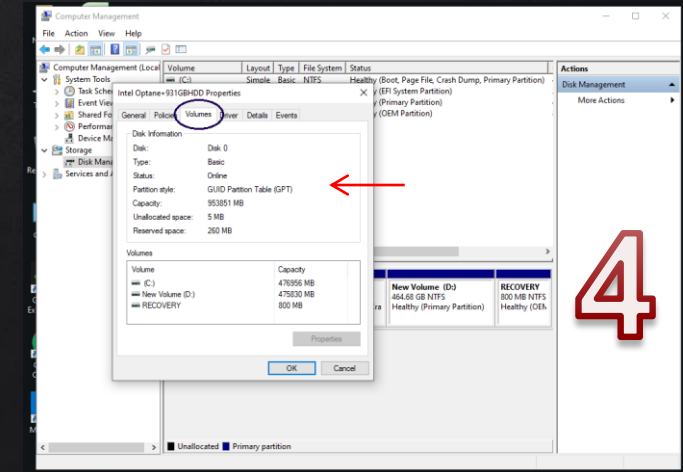 Computer Management
File Action View Help
Computer Management (Local
System Tools
Task Sche
Event Viev
Shared Fo
Performar
Device Ma
Storage
Disk Mana
Services and A
Volume Layout Type File System Status
(C:) Simple Basic NTFS Healthy (Boot, Page File, Crash Dump, Primary Partition)
(EFI System Partition)
(Primary Partition)
(OEM Partition)
Actions
Disk Management
More Actions
Intel Optane+931GBHDD Properties
General Policies Volumes Driver Details Events
Disk Information
Disk: Disk 0
Type: Basic
Status: Online
Partition style: GUID Partition Table (GPT)
Capacity: 953851 MB
Unallocated space: 5 MB
Reserved space: 260 MB
Volumes
Volume Capacity
(C:) 476956 MB
New Volume (D:) 475830 MB
RECOVERY 800 MB
Properties
OK Cancel
New Volume (D:)
464.68 GB NTFS
Healthy (Primary Partition)
RECOVERY
800 MB NTFS
Healthy (OEM
Unallocated Primary partition
4